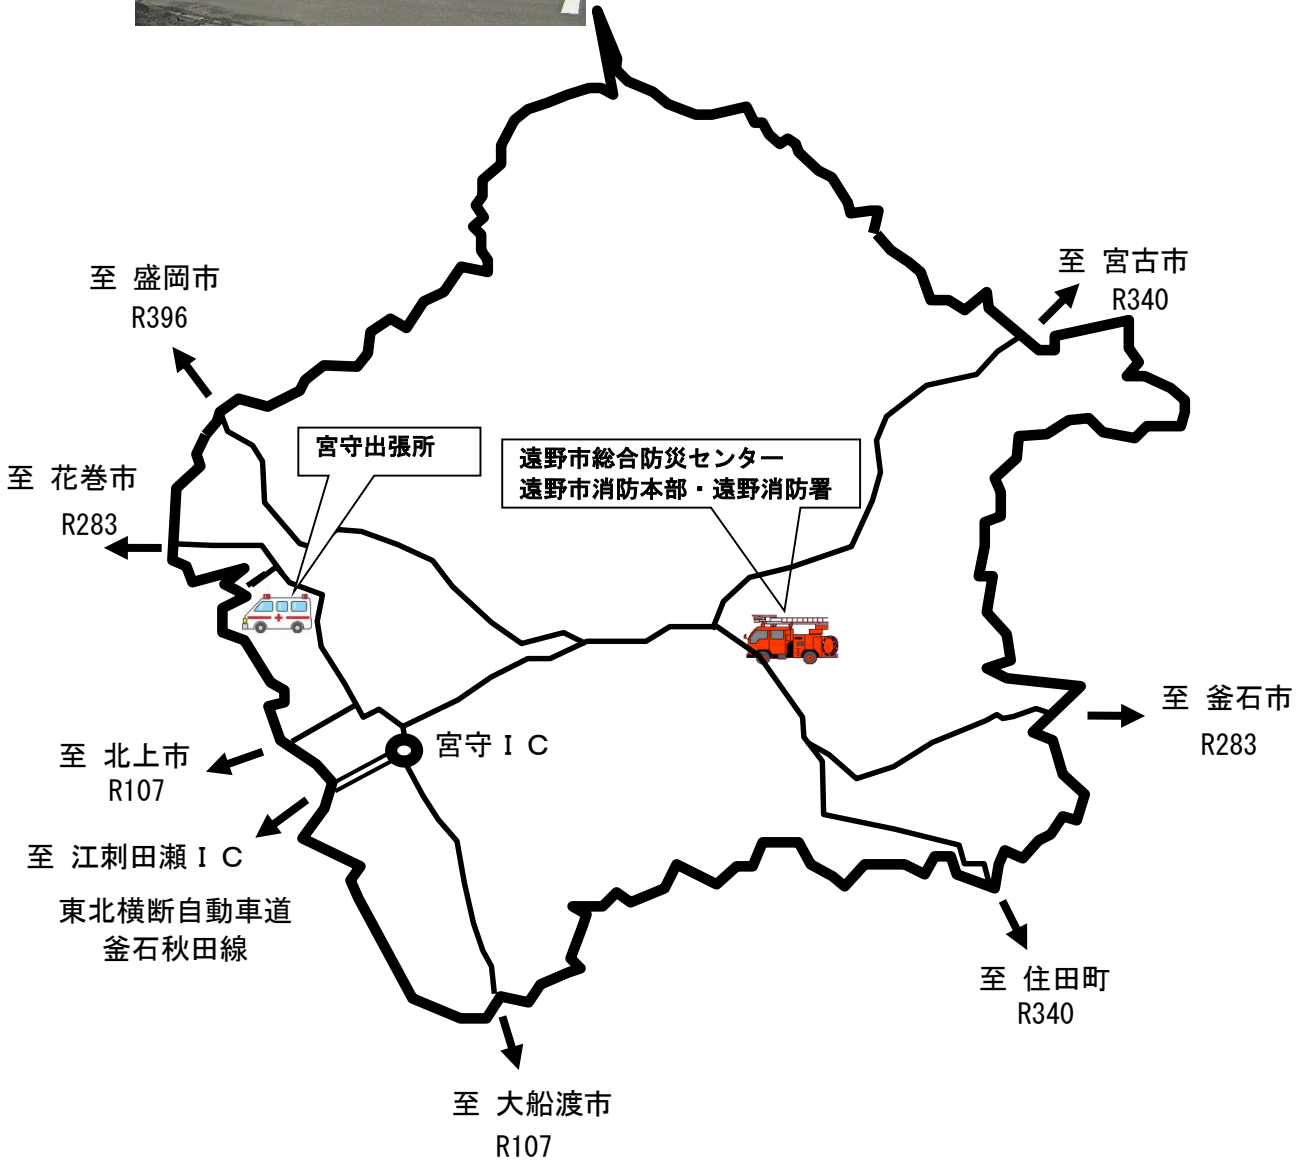 至 盛岡市
R396
至 宮古市
R340
宮守出張所
遠野市総合防災センター
遠野市消防本部・遠野消防署
至 花巻市
R283
至 釜石市
R283
宮守ＩＣ
至 北上市
R107
至 江刺田瀬ＩＣ
東北横断自動車道
釜石秋田線
至 住田町
R340
至 大船渡市
R107